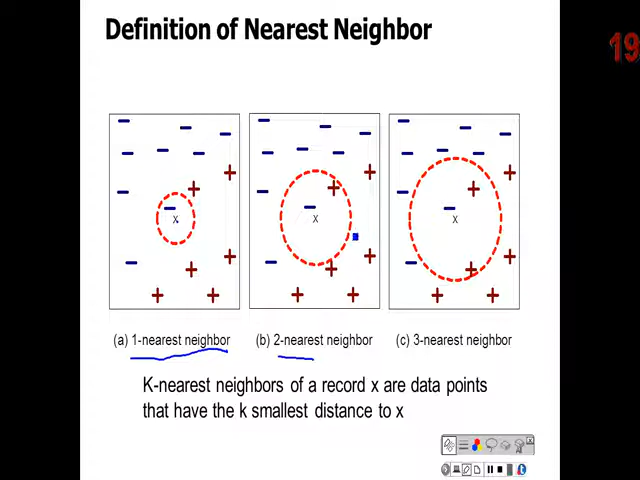 Definition of Nearest Neighbor
19
X
X
X
(a) 1-nearest neighbor
(b) 2-nearest neighbor
(c) 3-nearest neighbor
K-nearest neighbors of a record x are data points
that have the k smallest distance to x